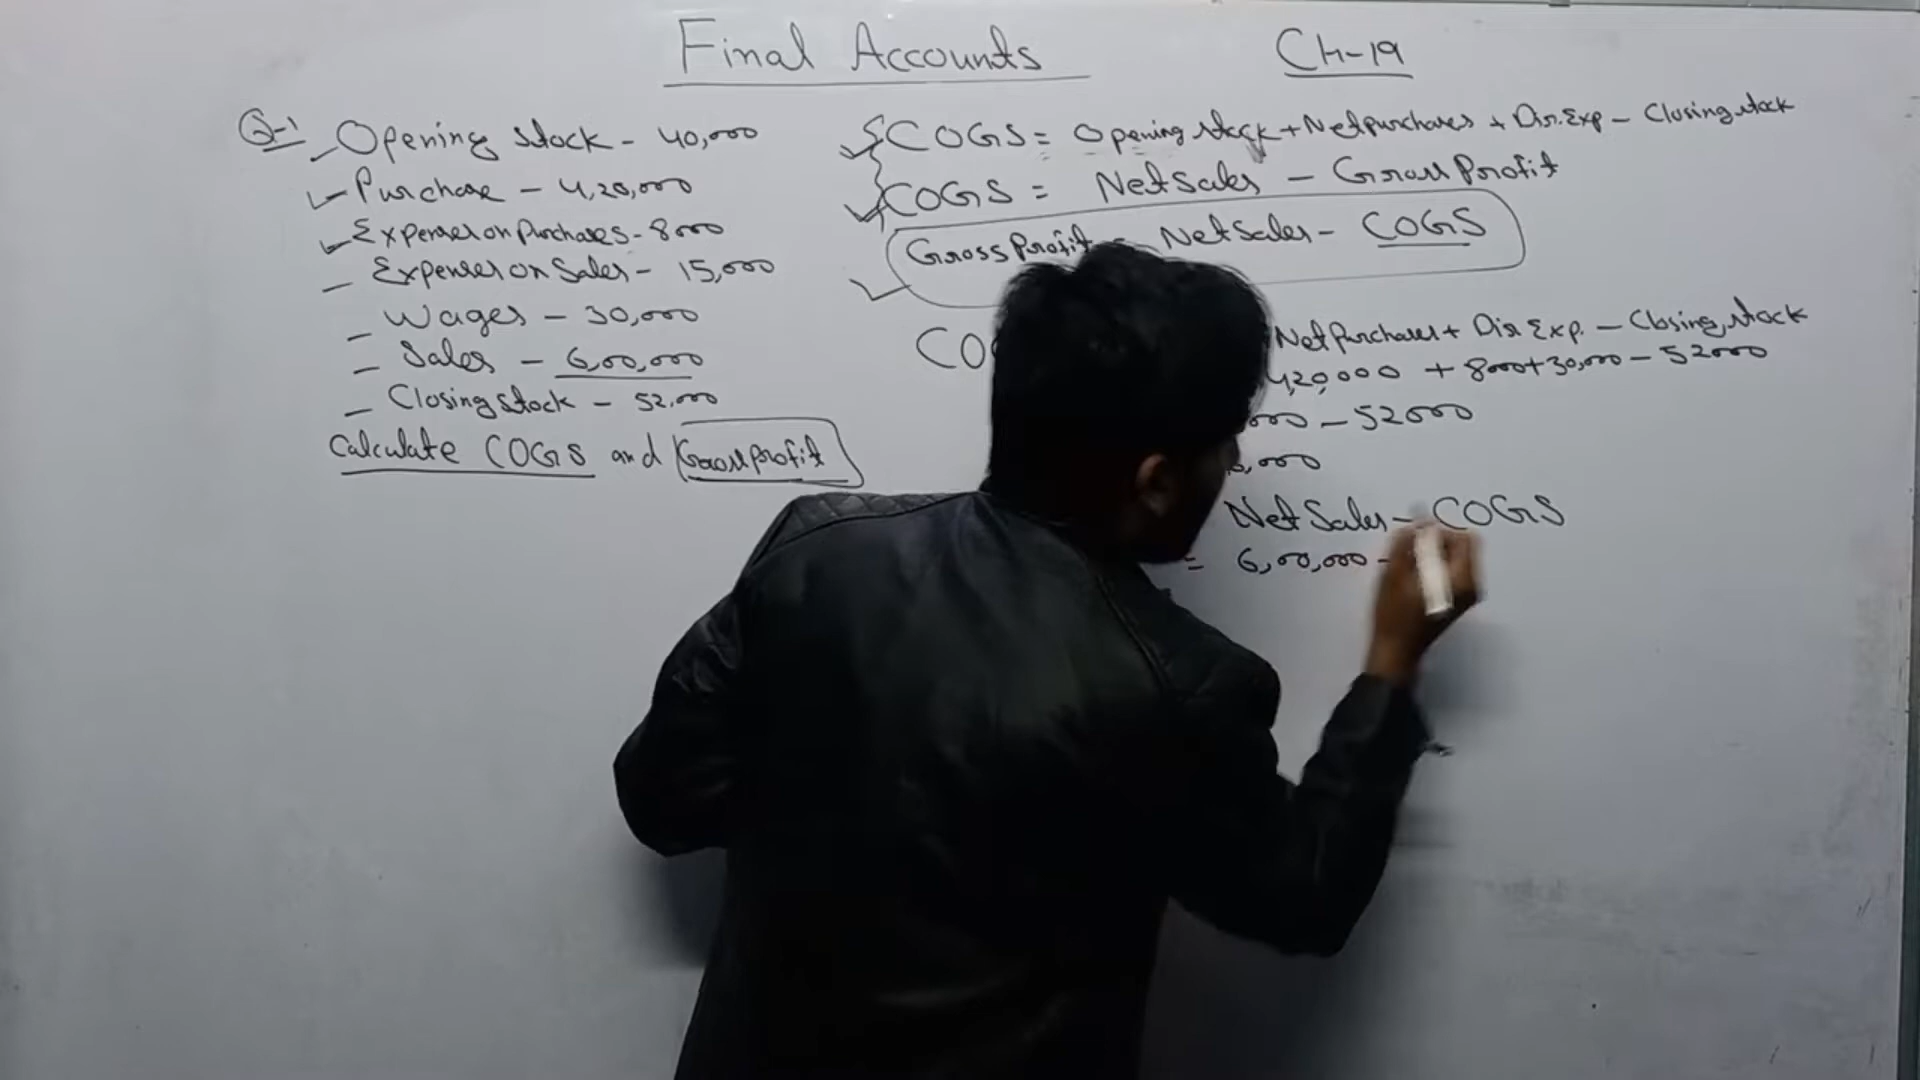 Final Accounts
Ch-19
Q-1 Opening stock - 40,000
Purchase - 4,20,000
Expenses on Purchases - 8000
Expenses on Sales - 15,000
Wages - 30,000
Sales - 6,00,000
Closing stock - 52,000
Calculate COGS and Gross profit
COGS = Opening stock + Net purchases + Dir. Exp - Closing stock
COGS = Net Sales - Gross Profit
Gross Profit = Net Sales - COGS
CO Net Purchases + Dir Exp. - Closing stock
4,20,000 + 8000 + 30,000 - 52000
000 - 52000
,000
Net Sales - COGS
= 6,00,000 -